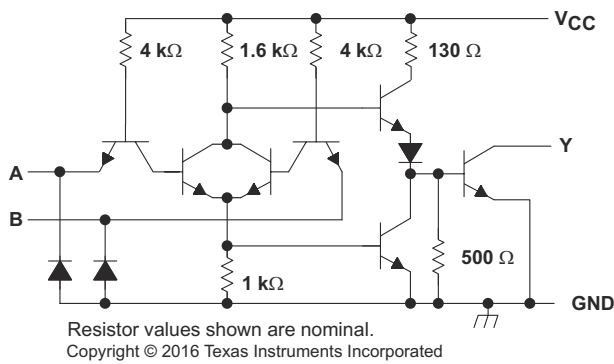 VCC
4 kΩ 1.6 kΩ 4 kΩ 130 Ω
A
Y
B
1 kΩ
500 Ω
GND
Resistor values shown are nominal.
Copyright © 2016 Texas Instruments Incorporated